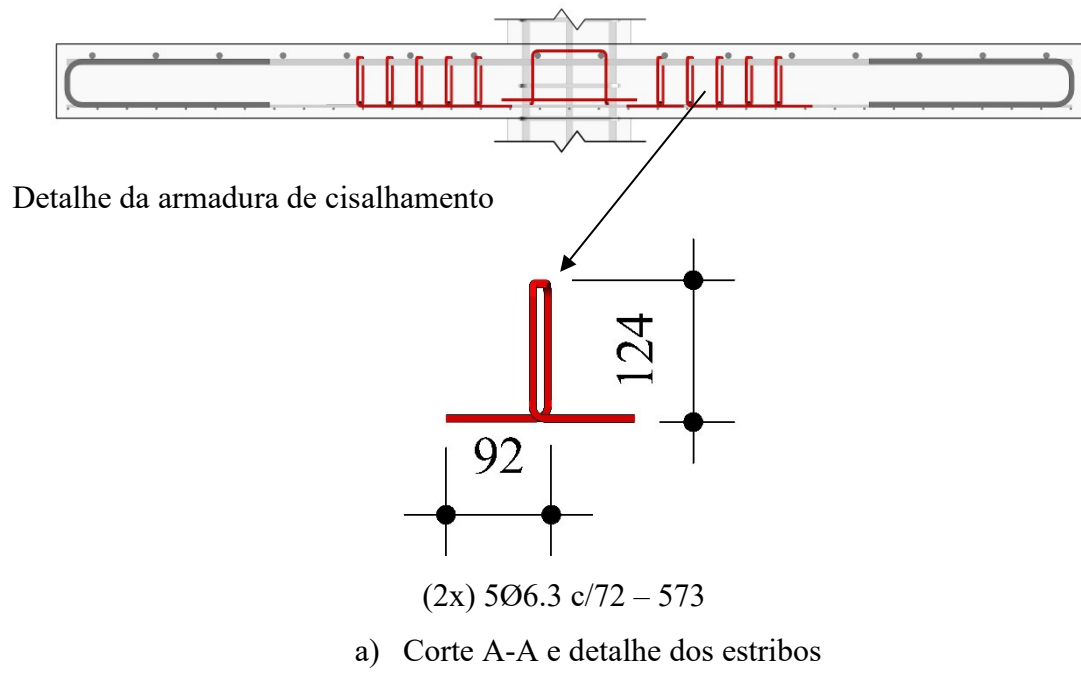 Detalhe da armadura de cisalhamento
124
92
(2x) 5Ø6.3 c/72 – 573
a) Corte A-A e detalhe dos estribos